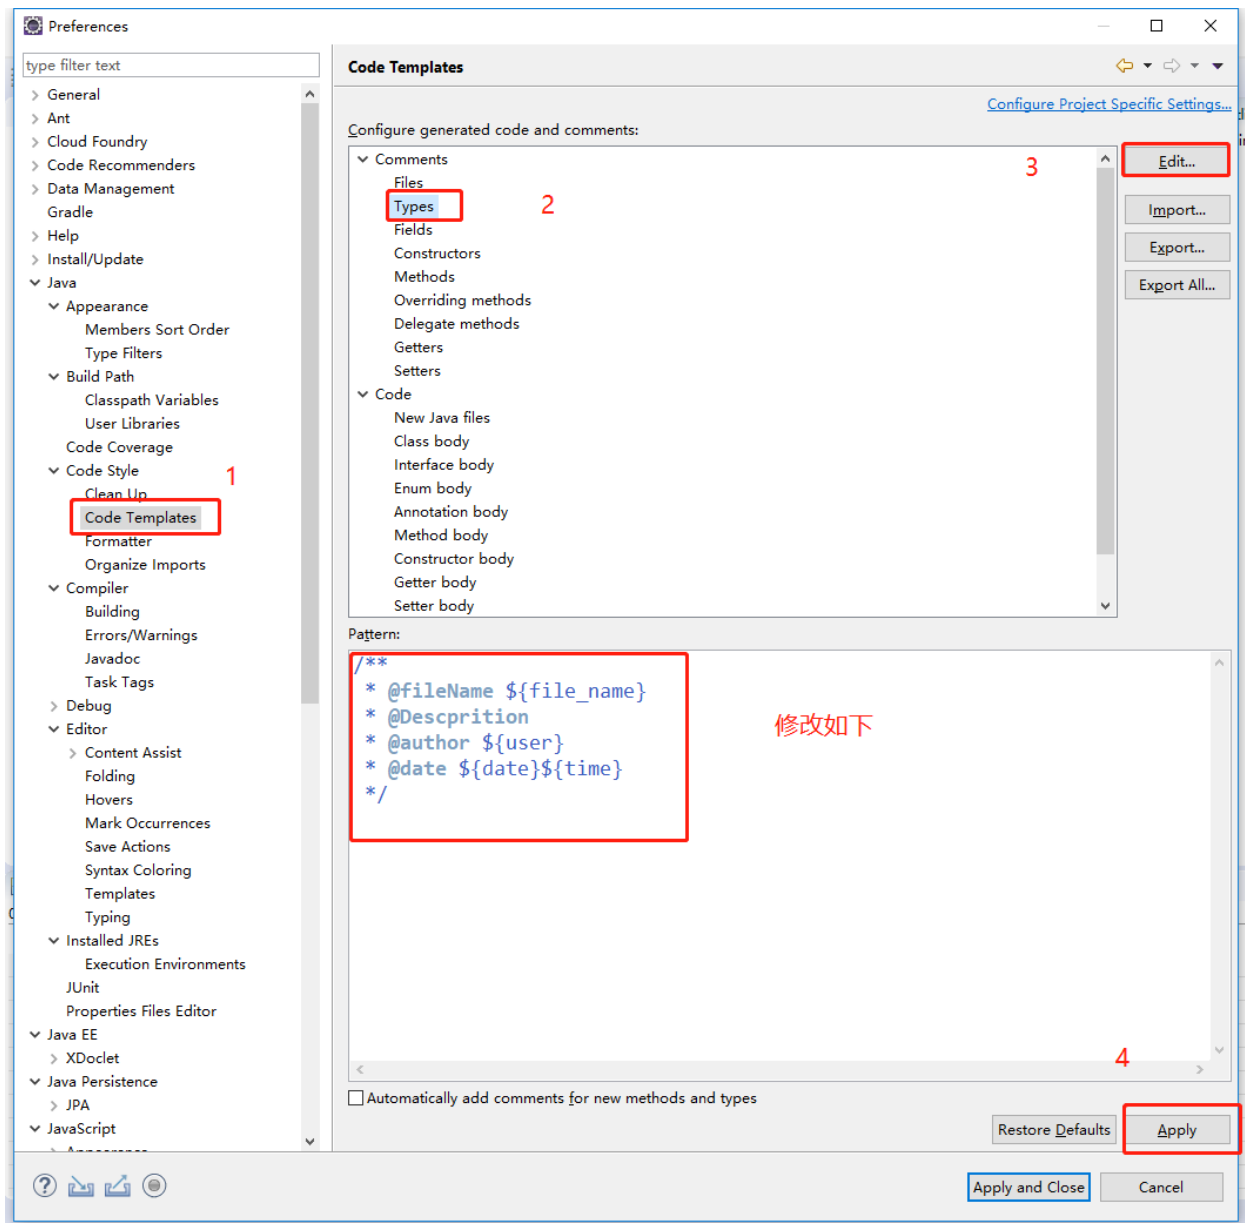 Preferences
type filter text
General
Ant
Cloud Foundry
Code Recommenders
Data Management
Gradle
Help
Install/Update
Java
Appearance
Members Sort Order
Type Filters
Build Path
Classpath Variables
User Libraries
Code Coverage
Code Style
1
Clean Up
Code Templates
Formatter
Organize Imports
Compiler
Building
Errors/Warnings
Javadoc
Task Tags
Debug
Editor
Content Assist
Folding
Hovers
Mark Occurrences
Save Actions
Syntax Coloring
Templates
Typing
Installed JREs
Execution Environments
JUnit
Properties Files Editor
Java EE
XDoclet
Java Persistence
JPA
JavaScript
Appearance
Code Templates
Configure Project Specific Settings...
Configure generated code and comments:
Comments
Files
Types
2
Fields
Constructors
Methods
Overriding methods
Delegate methods
Getters
Setters
Code
New Java files
Class body
Interface body
Enum body
Annotation body
Method body
Constructor body
Getter body
Setter body
3
Edit...
Import...
Export...
Export All...
Pattern:
/**
* @fileName ${file_name}
* @Descprition
* @author ${user}
* @date ${date}${time}
*/
修改如下
4
Automatically add comments for new methods and types
Restore Defaults
Apply
Apply and Close
Cancel